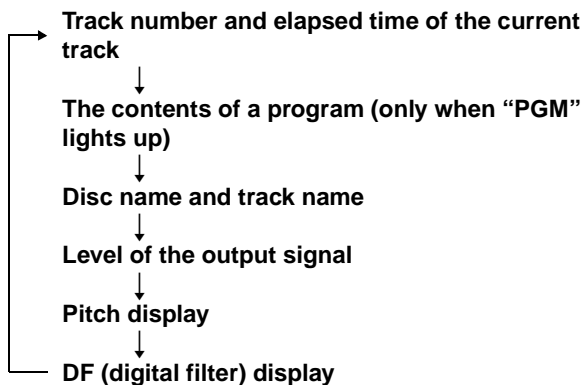 Track number and elapsed time of the current
track
The contents of a program (only when “PGM”
lights up)
Disc name and track name
Level of the output signal
Pitch display
DF (digital filter) display